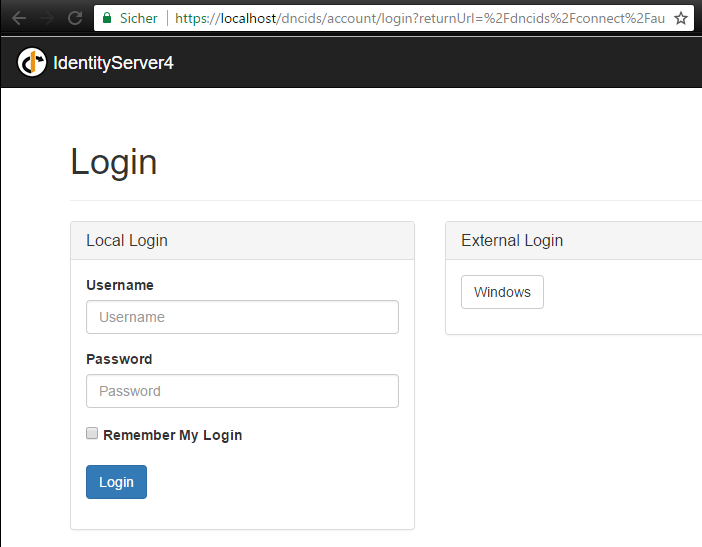 Sicher https://localhost/dncids/account/login?returnUrl=%2Fdncids%2Fconnect%2Fau
IdentityServer4
Login
Local Login
Username
Username
Password
Password
Remember My Login
Login
External Login
Windows